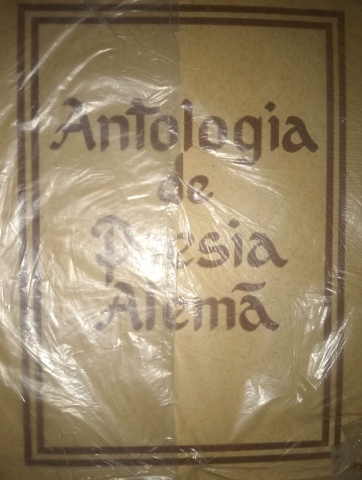 Antologia
de
Poesia
Alemã